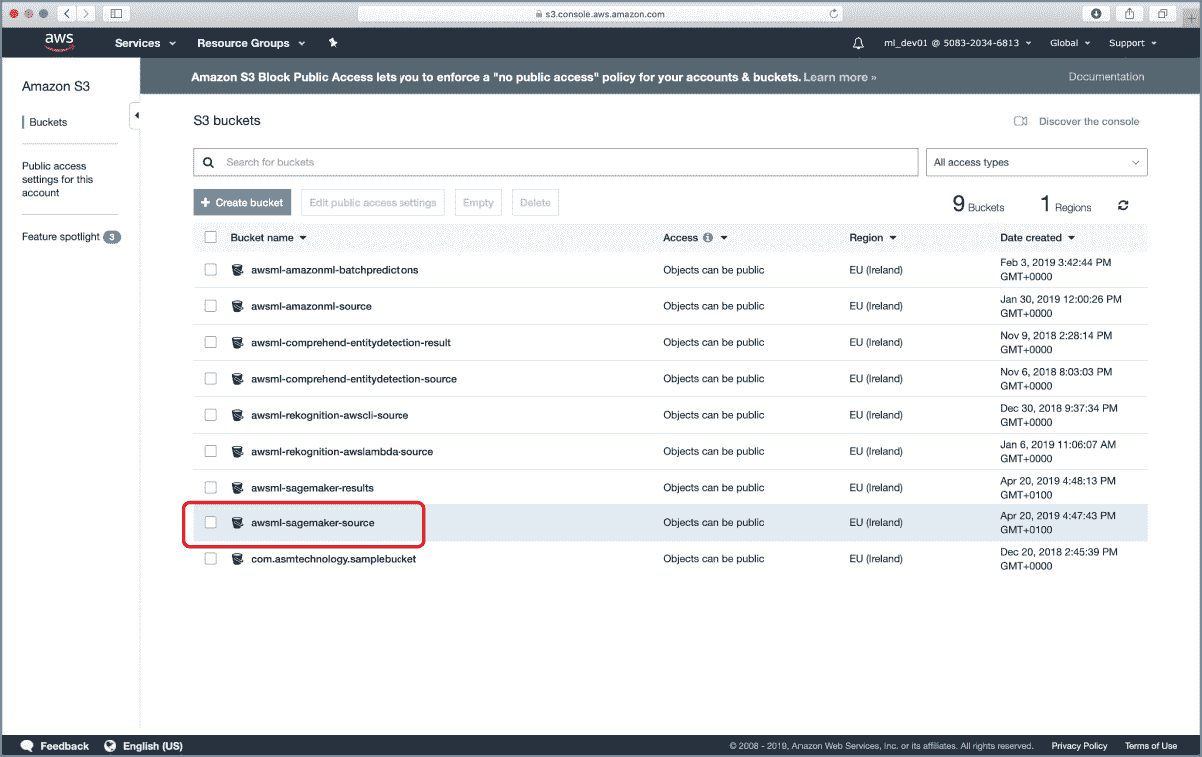 s3.console.aws.amazon.com
aws Services Resource Groups ml_dev01 @ 5083-2034-6813 Global Support
Amazon S3 Block Public Access lets you to enforce a "no public access" policy for your accounts & buckets. Learn more » Documentation
Amazon S3
Buckets
Public access
settings for this
account
Feature spotlight 3
S3 buckets Discover the console
Search for buckets All access types
+ Create bucket Edit public access settings Empty Delete 9 Buckets 1 Regions
Bucket name Access Region Date created
awsml-amazonml-batchpredictions Objects can be public EU (Ireland) Feb 3, 2019 3:42:44 PM
GMT+0000
awsml-amazonml-source Objects can be public EU (Ireland) Jan 30, 2019 12:00:26 PM
GMT+0000
awsml-comprehend-entitydetection-result Objects can be public EU (Ireland) Nov 9, 2018 2:28:14 PM
GMT+0000
awsml-comprehend-entitydetection-source Objects can be public EU (Ireland) Nov 6, 2018 8:03:03 PM
GMT+0000
awsml-rekognition-awscli-source Objects can be public EU (Ireland) Dec 30, 2018 9:37:34 PM
GMT+0000
awsml-rekognition-awslambda-source Objects can be public EU (Ireland) Jan 6, 2019 11:06:07 AM
GMT+0000
awsml-sagemaker-results Objects can be public EU (Ireland) Apr 20, 2019 4:48:13 PM
GMT+0100
awsml-sagemaker-source Objects can be public EU (Ireland) Apr 20, 2019 4:47:43 PM
GMT+0100
com.asmtechnology.samplebucket Objects can be public EU (Ireland) Dec 20, 2018 2:45:39 PM
GMT+0000
Feedback English (US) © 2008 - 2019, Amazon Web Services, Inc. or its affiliates. All rights reserved. Privacy Policy Terms of Use